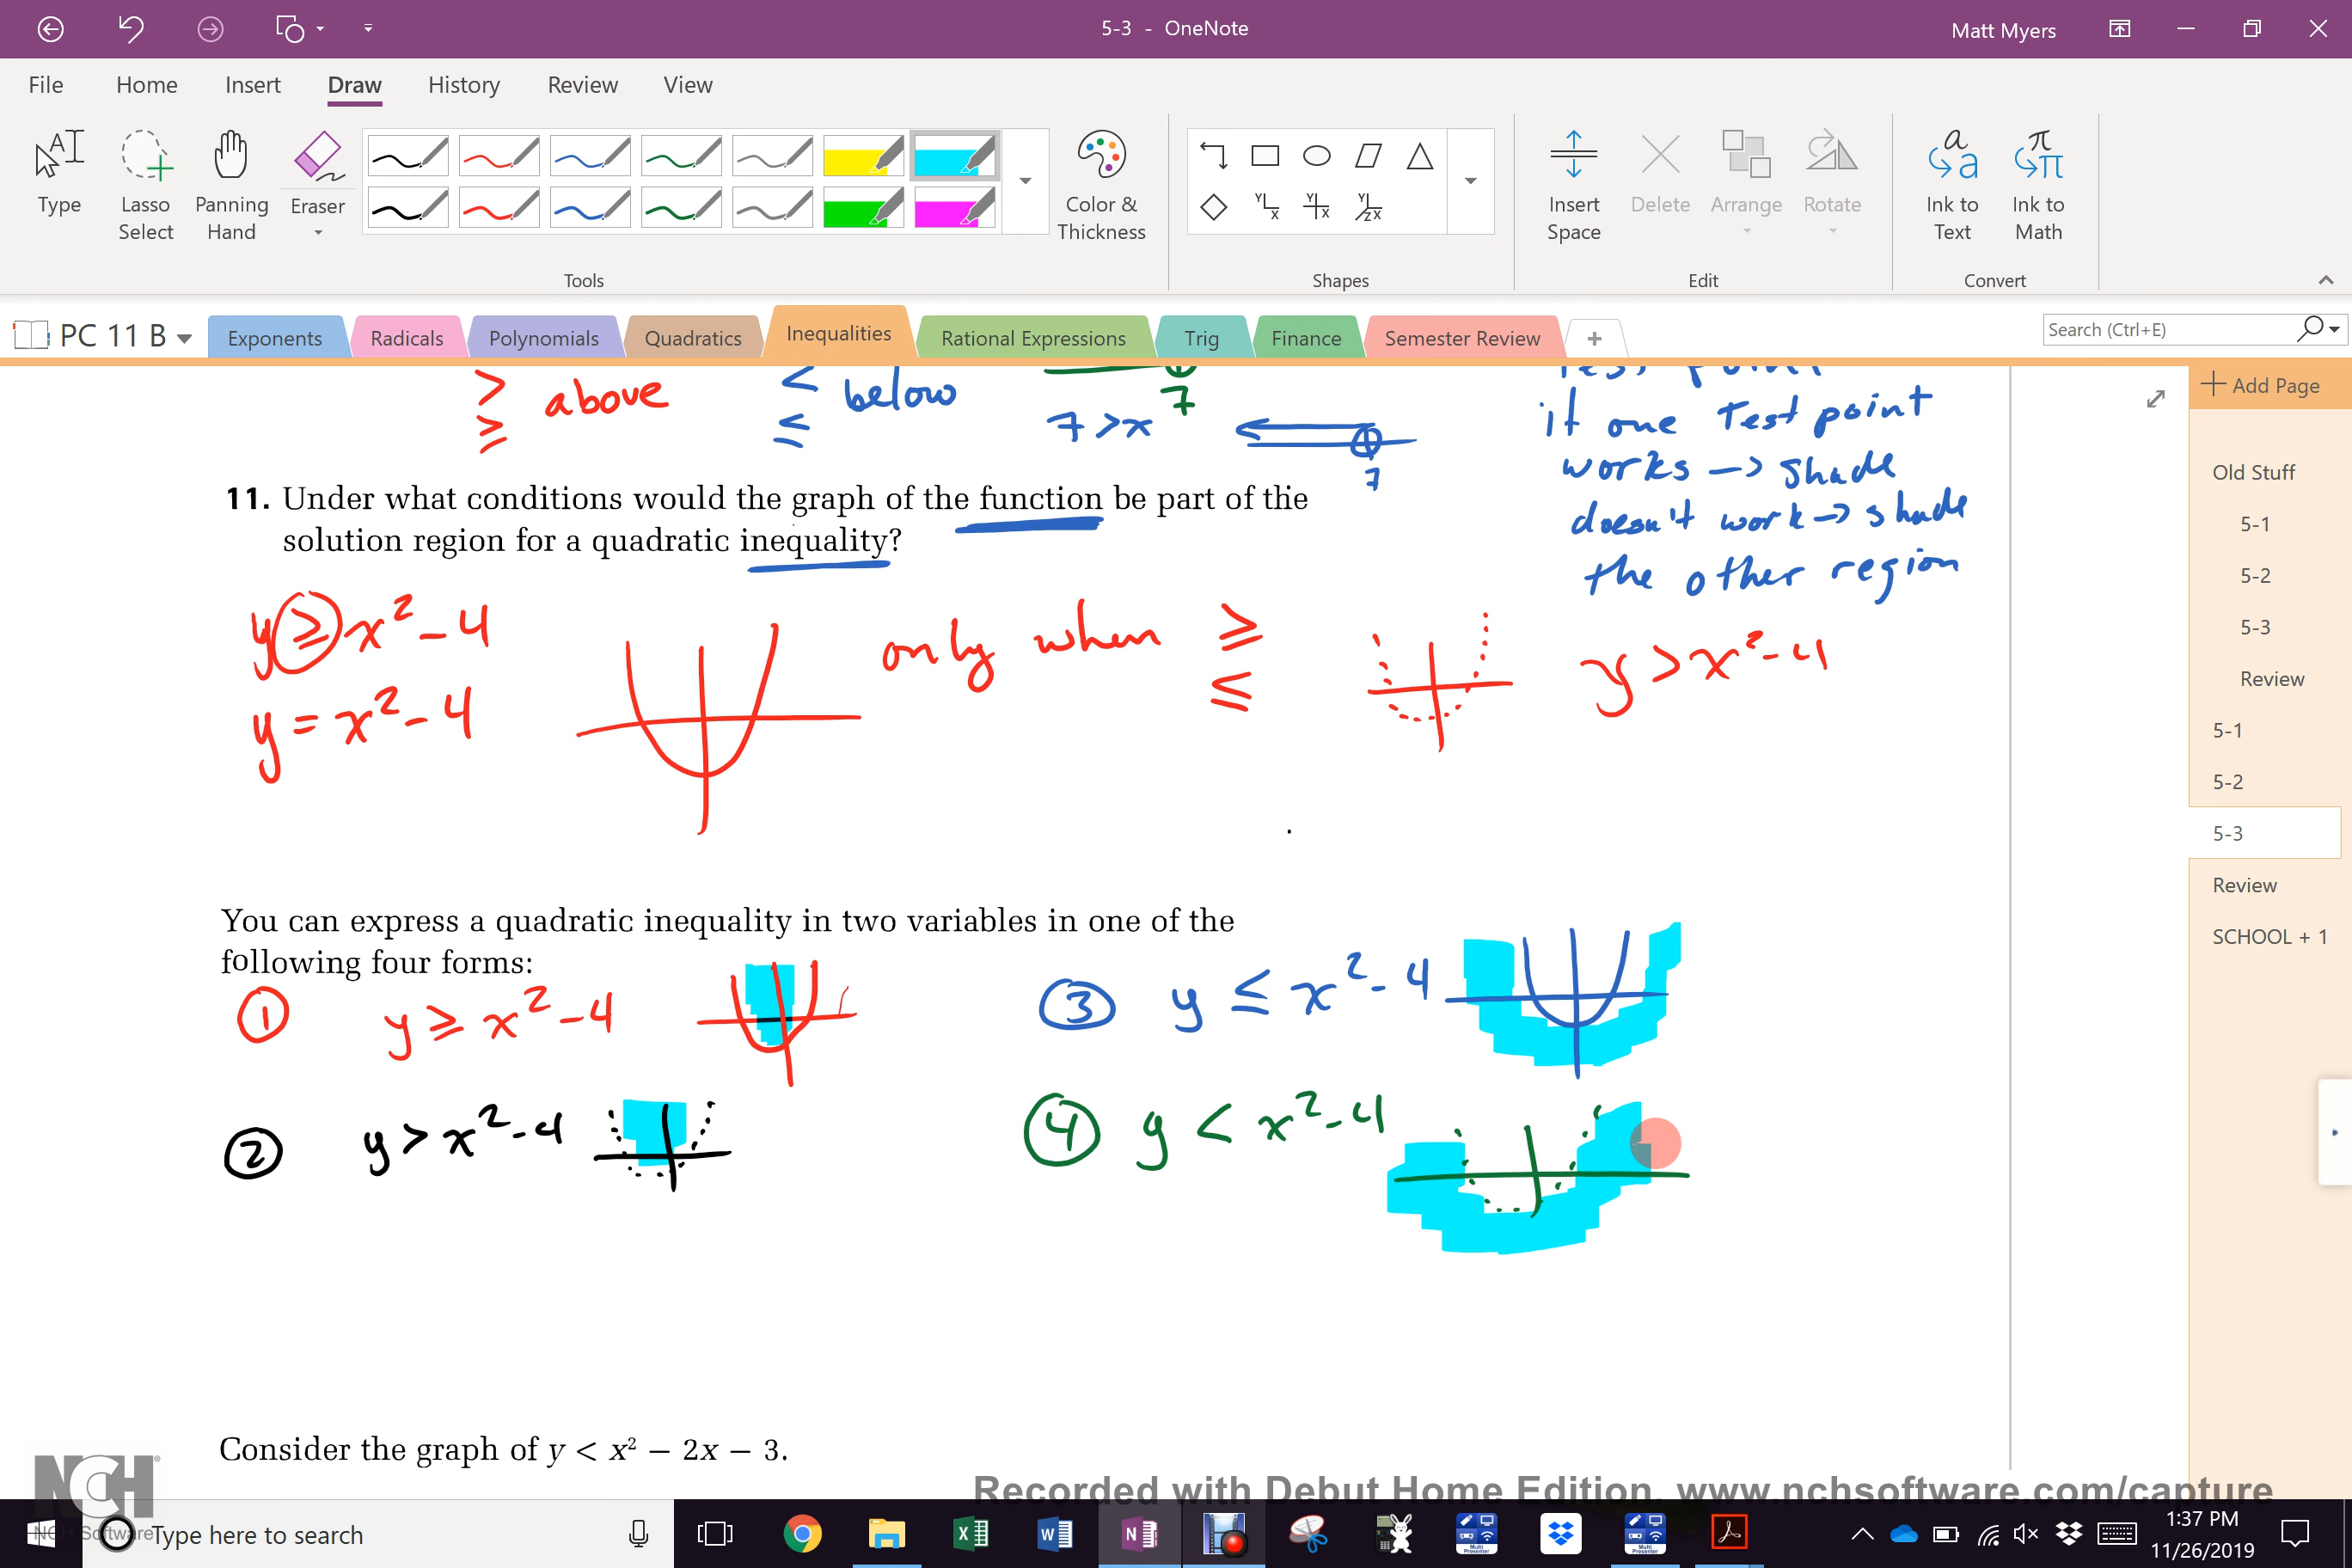 5-3 - OneNote
Matt Myers
File Home Insert Draw History Review View
Type
Lasso Select
Panning Hand
Eraser
Color & Thickness
Insert Space
Delete
Arrange
Rotate
Ink to Text
Ink to Math
Tools
Shapes
Edit
Convert
PC 11 B
Exponents Radicals Polynomials Quadratics Inequalities Rational Expressions Trig Finance Semester Review +
Search (Ctrl+E)
Add Page
Old Stuff
5-1
5-2
5-3
Review
5-1
5-2
5-3
Review
SCHOOL + 1
> above < below 7
≥ ≤ 7 > x
7
Test point
if one Test point
works → shade
doesn't work → shade
the other region
11. Under what conditions would the graph of the function be part of the
solution region for a quadratic inequality?
y ≥ x² - 4
y = x² - 4
only when ≥
≤
y > x² - 4
You can express a quadratic inequality in two variables in one of the
following four forms:
① y ≥ x² - 4
③ y ≤ x² - 4
② y > x² - 4
④ y < x² - 4
Consider the graph of y < x² − 2x − 3.
NCH®
NCH Software
Recorded with Debut Home Edition. www.nchsoftware.com/capture
Type here to search
1:37 PM
11/26/2019